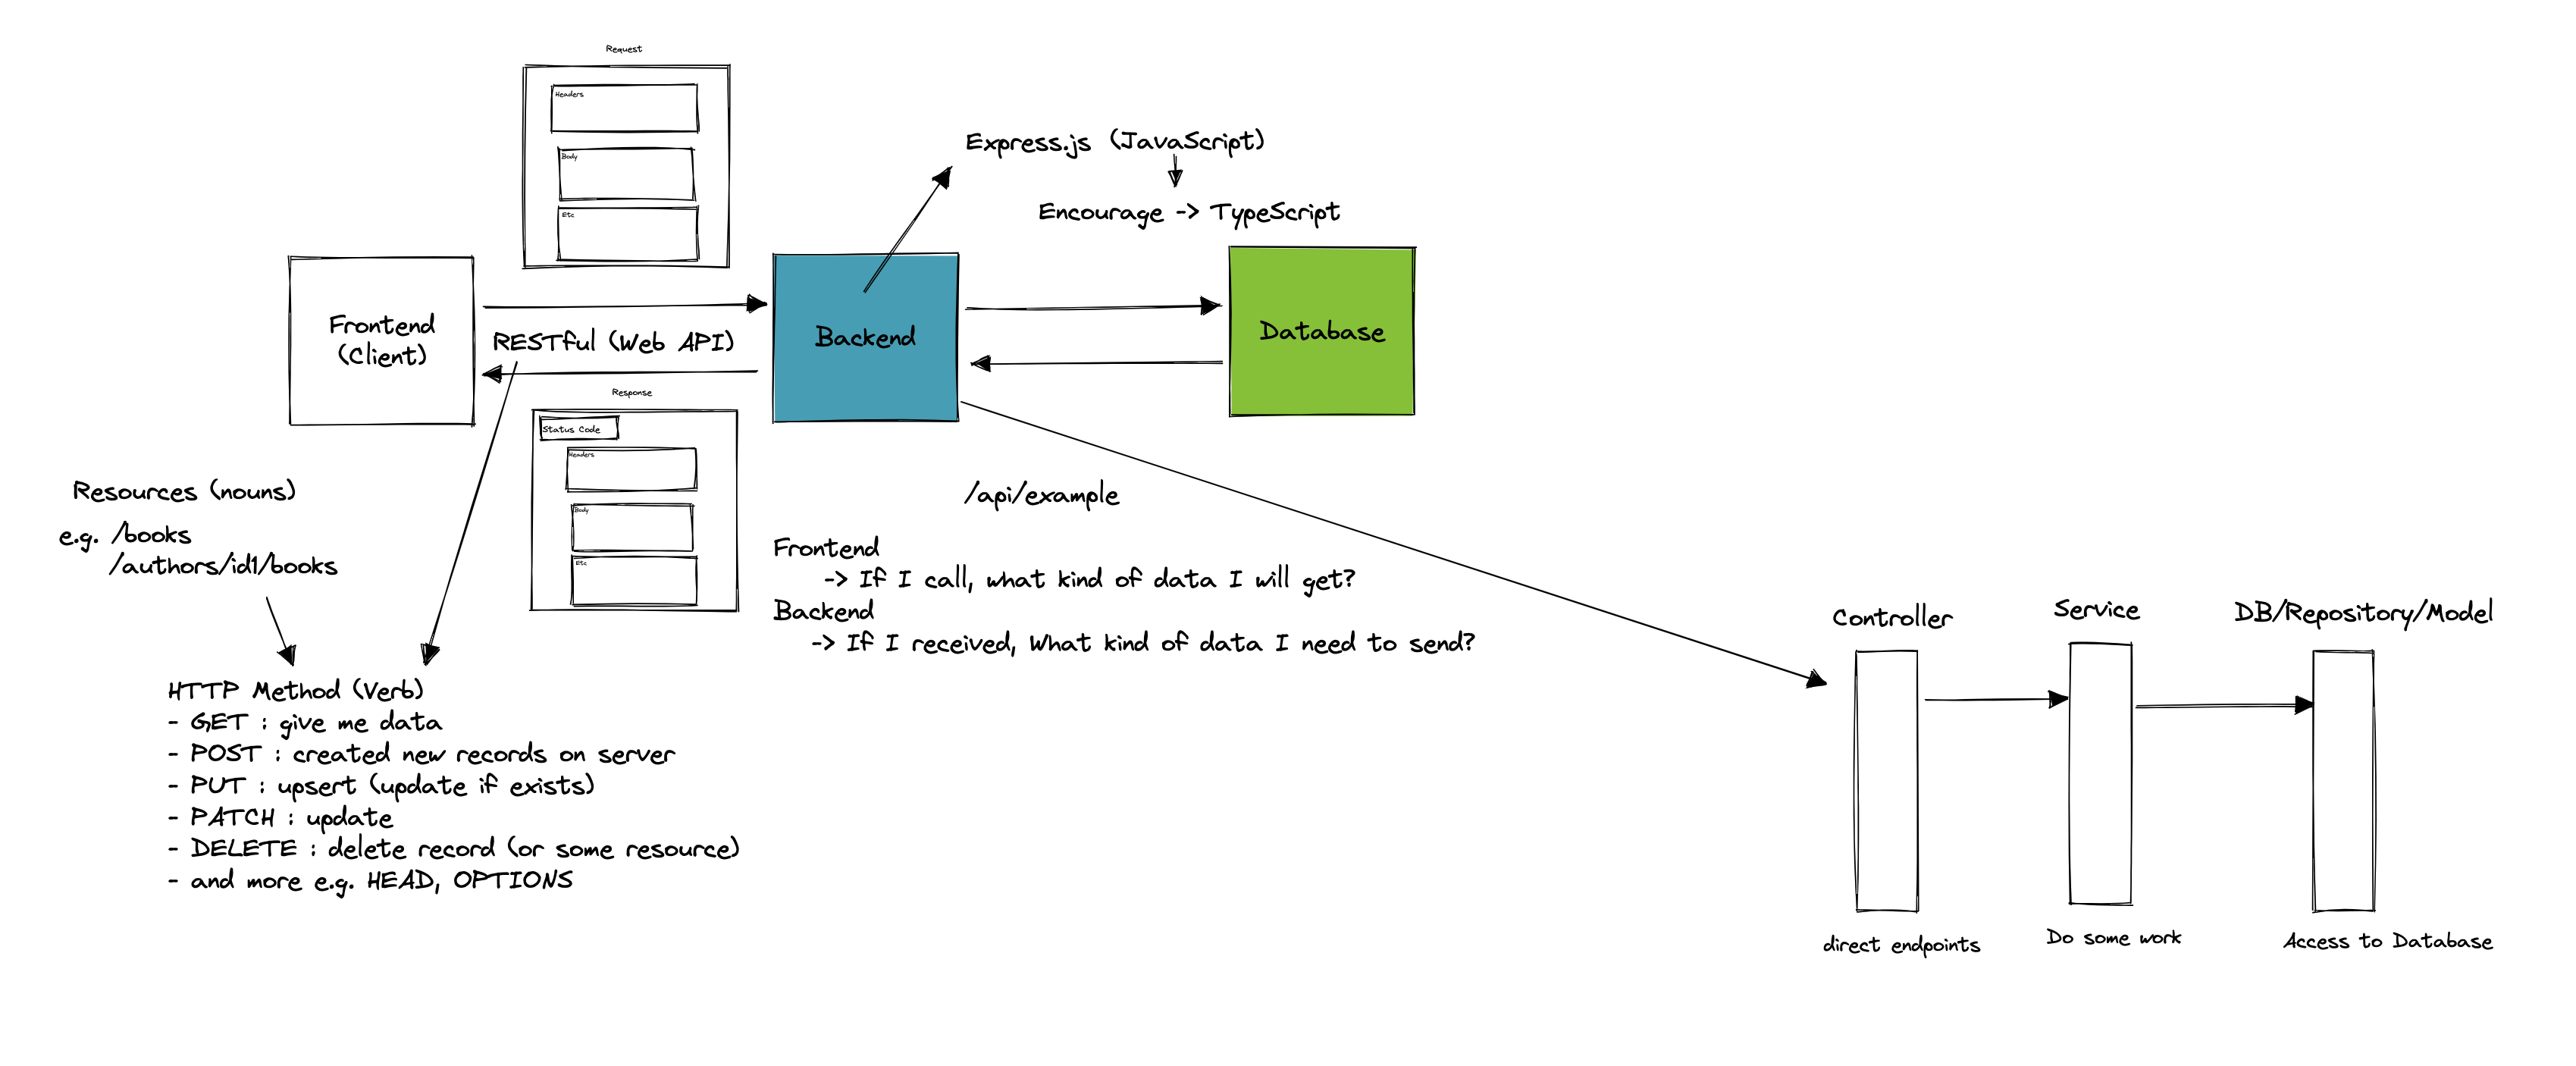 Request
Headers
Body
Etc
Express.js (JavaScript)
Encourage -> TypeScript
Frontend
(Client)
RESTful (Web API)
Backend
Database
Response
Status Code
Headers
Body
Etc
Resources (nouns)
e.g. /books
/authors/id1/books
/api/example
Frontend
-> If I call, what kind of data I will get?
Backend
-> If I received, What kind of data I need to send?
HTTP Method (Verb)
- GET : give me data
- POST : created new records on server
- PUT : upsert (update if exists)
- PATCH : update
- DELETE : delete record (or some resource)
- and more e.g. HEAD, OPTIONS
Controller
Service
DB/Repository/Model
direct endpoints
Do some work
Access to Database